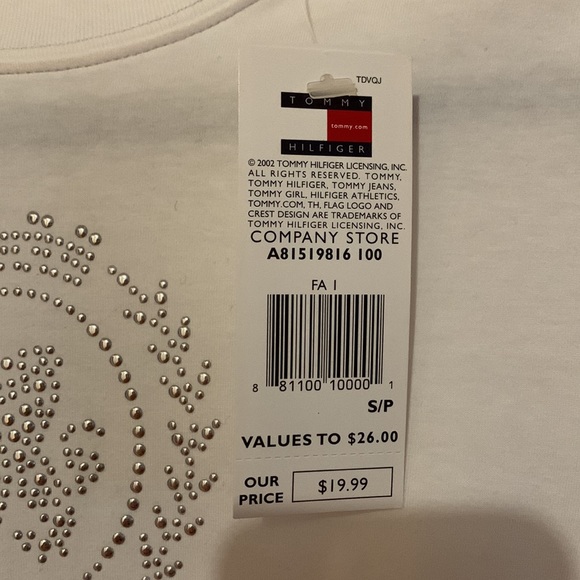 TDVQJ
TOMMY
tommy.com
HILFIGER
© 2002 TOMMY HILFIGER LICENSING, INC.
ALL RIGHTS RESERVED. TOMMY,
TOMMY HILFIGER, TOMMY JEANS,
TOMMY GIRL, HILFIGER ATHLETICS,
TOMMY.COM, TH, FLAG LOGO AND
CREST DESIGN ARE TRADEMARKS OF
TOMMY HILFIGER LICENSING, INC.
COMPANY STORE
A81519816 100
FA I
8 81100 10000 1
S/P
VALUES TO $26.00
OUR
PRICE
$19.99